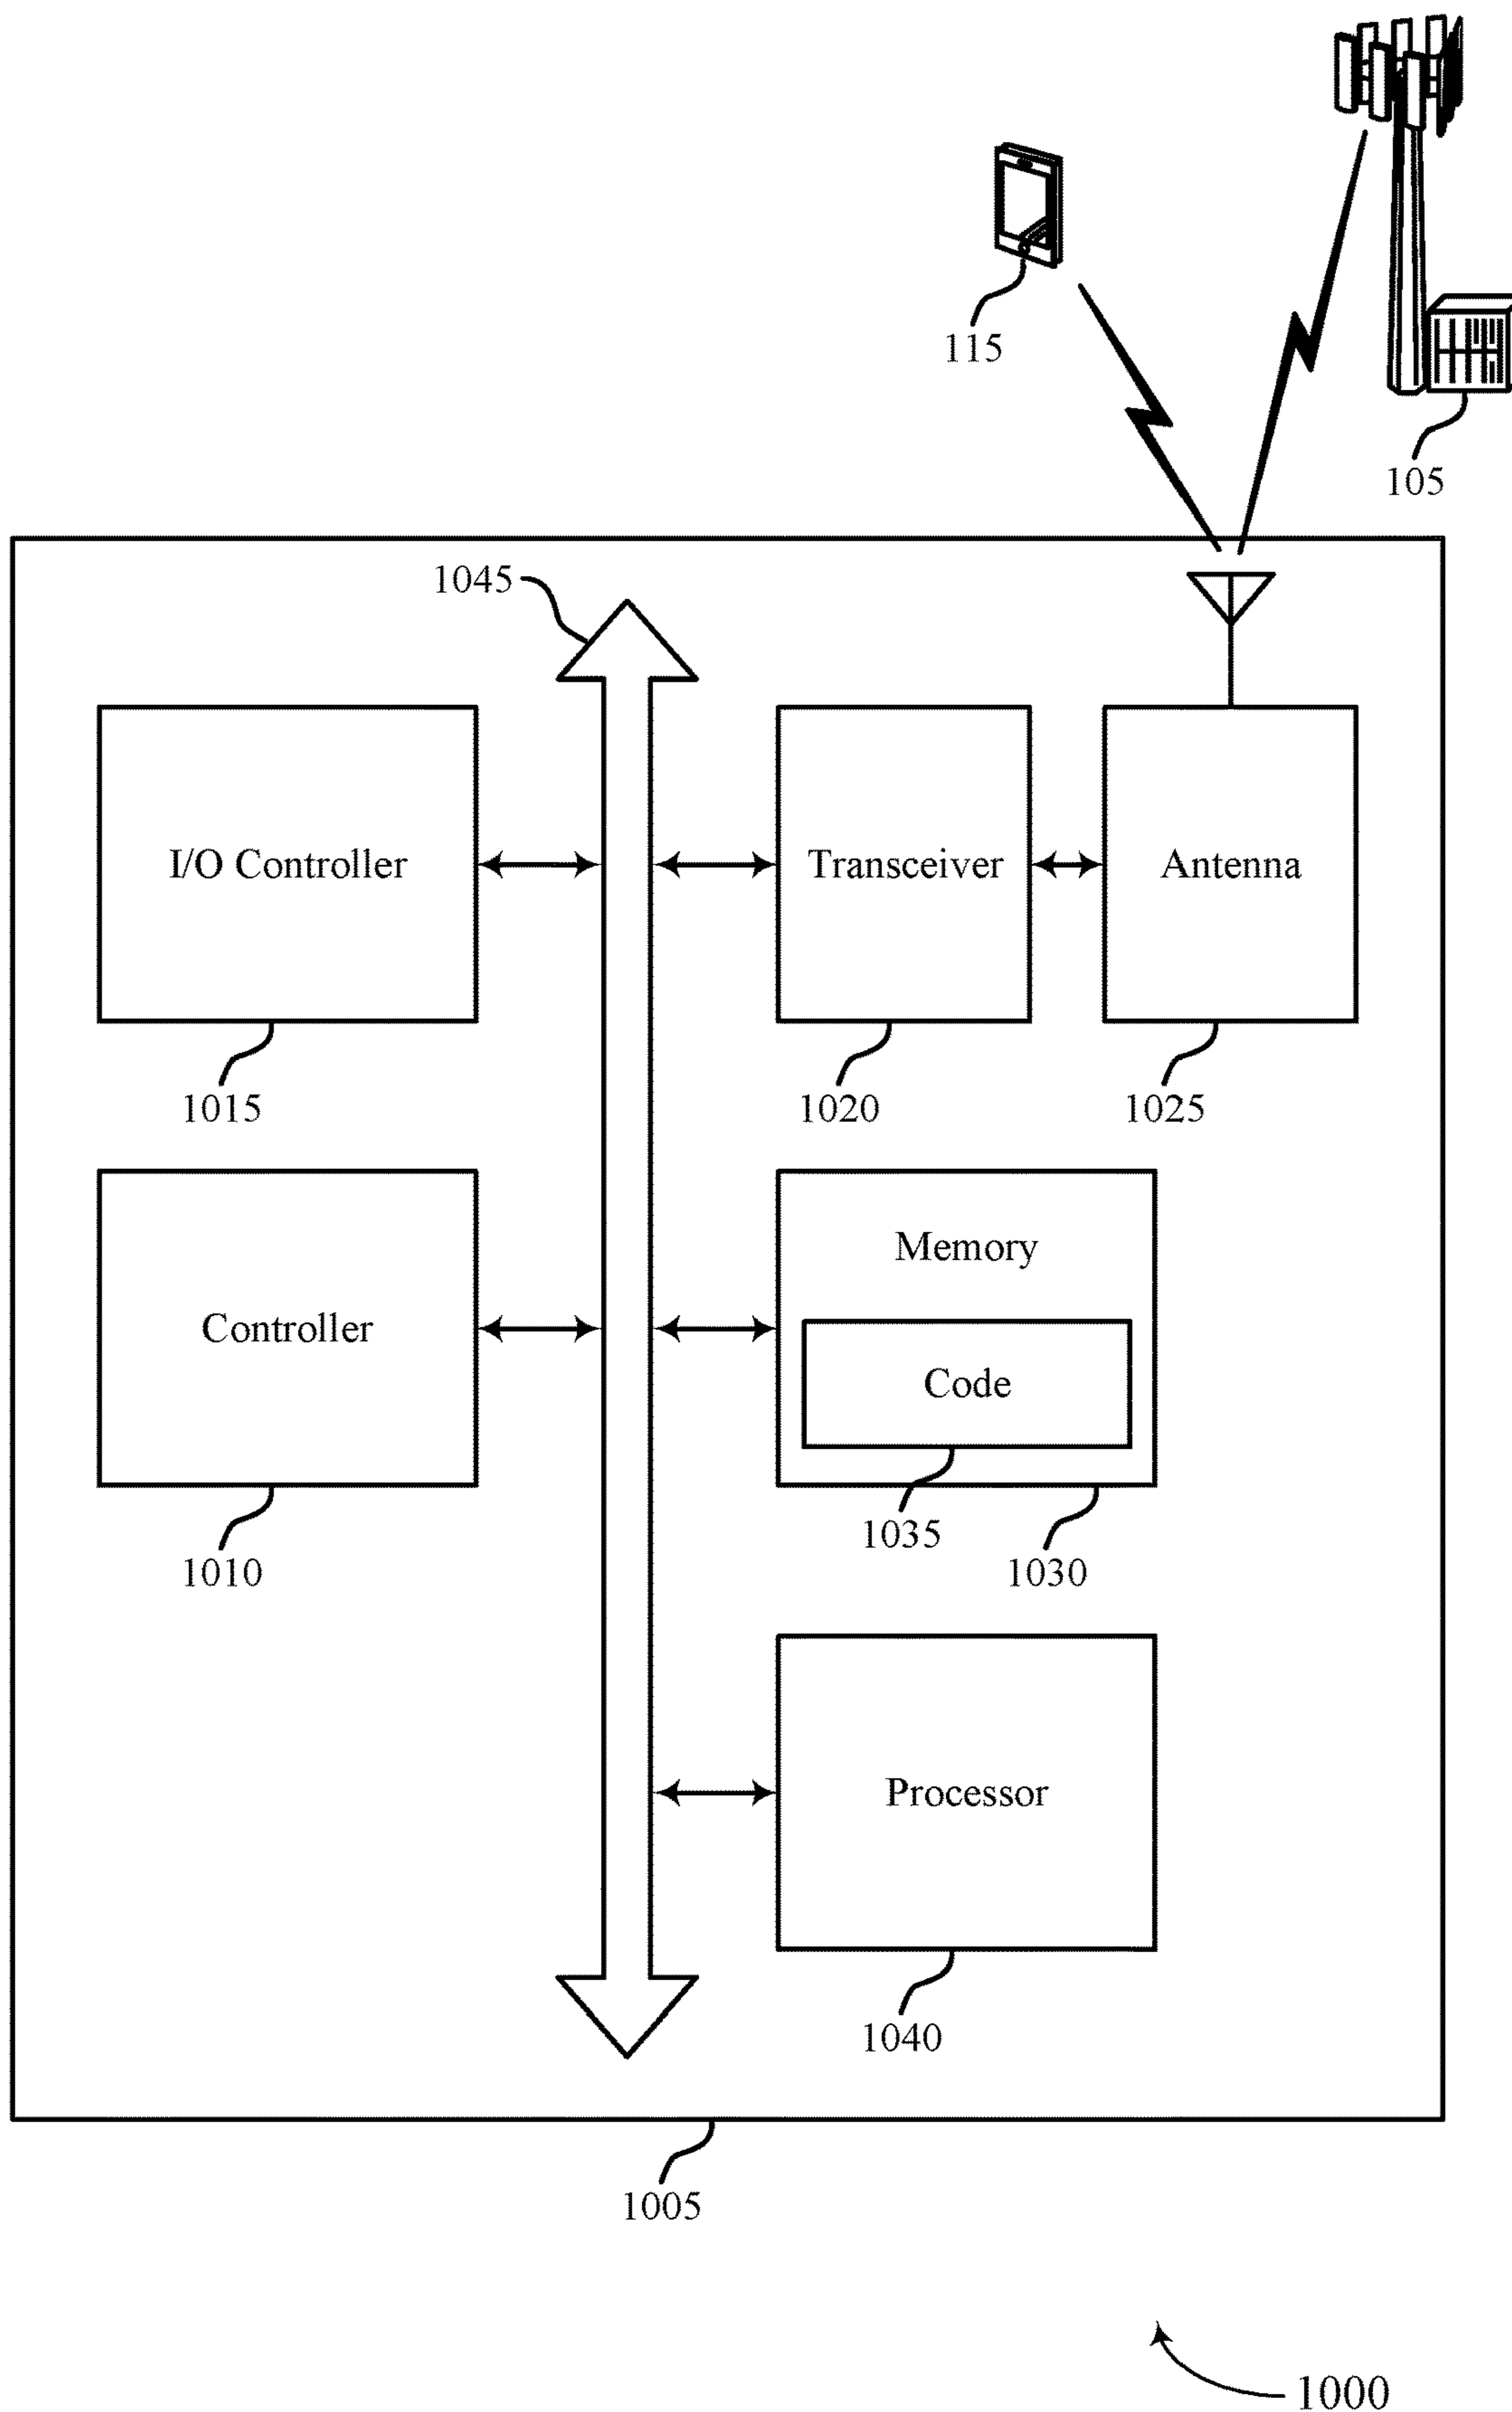 115
105
1045
I/O Controller
Transceiver
Antenna
1015
1020
1025
Memory
Controller
Code
1035
1010
1030
Processor
1040
1005
1000